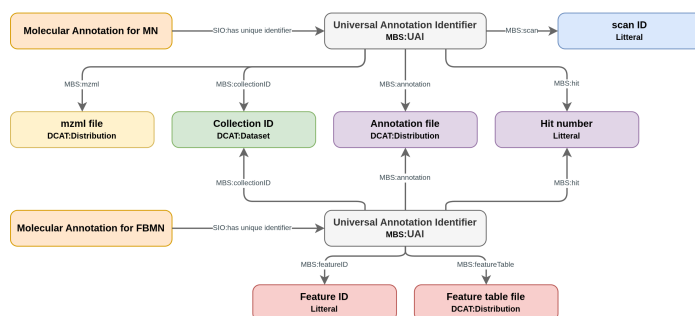 Molecular Annotation for MN
SIO:has unique identifier
Universal Annotation Identifier
MBS:UAI
MBS:scan
scan ID
Litteral
MBS:mzml
MBS:collectionID
MBS:annotation
MBS:hit
mzml file
DCAT:Distribution
Collection ID
DCAT:Dataset
Annotation file
DCAT:Distribution
Hit number
Litteral
MBS:collectionID
MBS:annotation
MBS:hit
Molecular Annotation for FBMN
SIO:has unique identifier
Universal Annotation Identifier
MBS:UAI
MBS:featureID
MBS:featureTable
Feature ID
Litteral
Feature table file
DCAT:Distribution